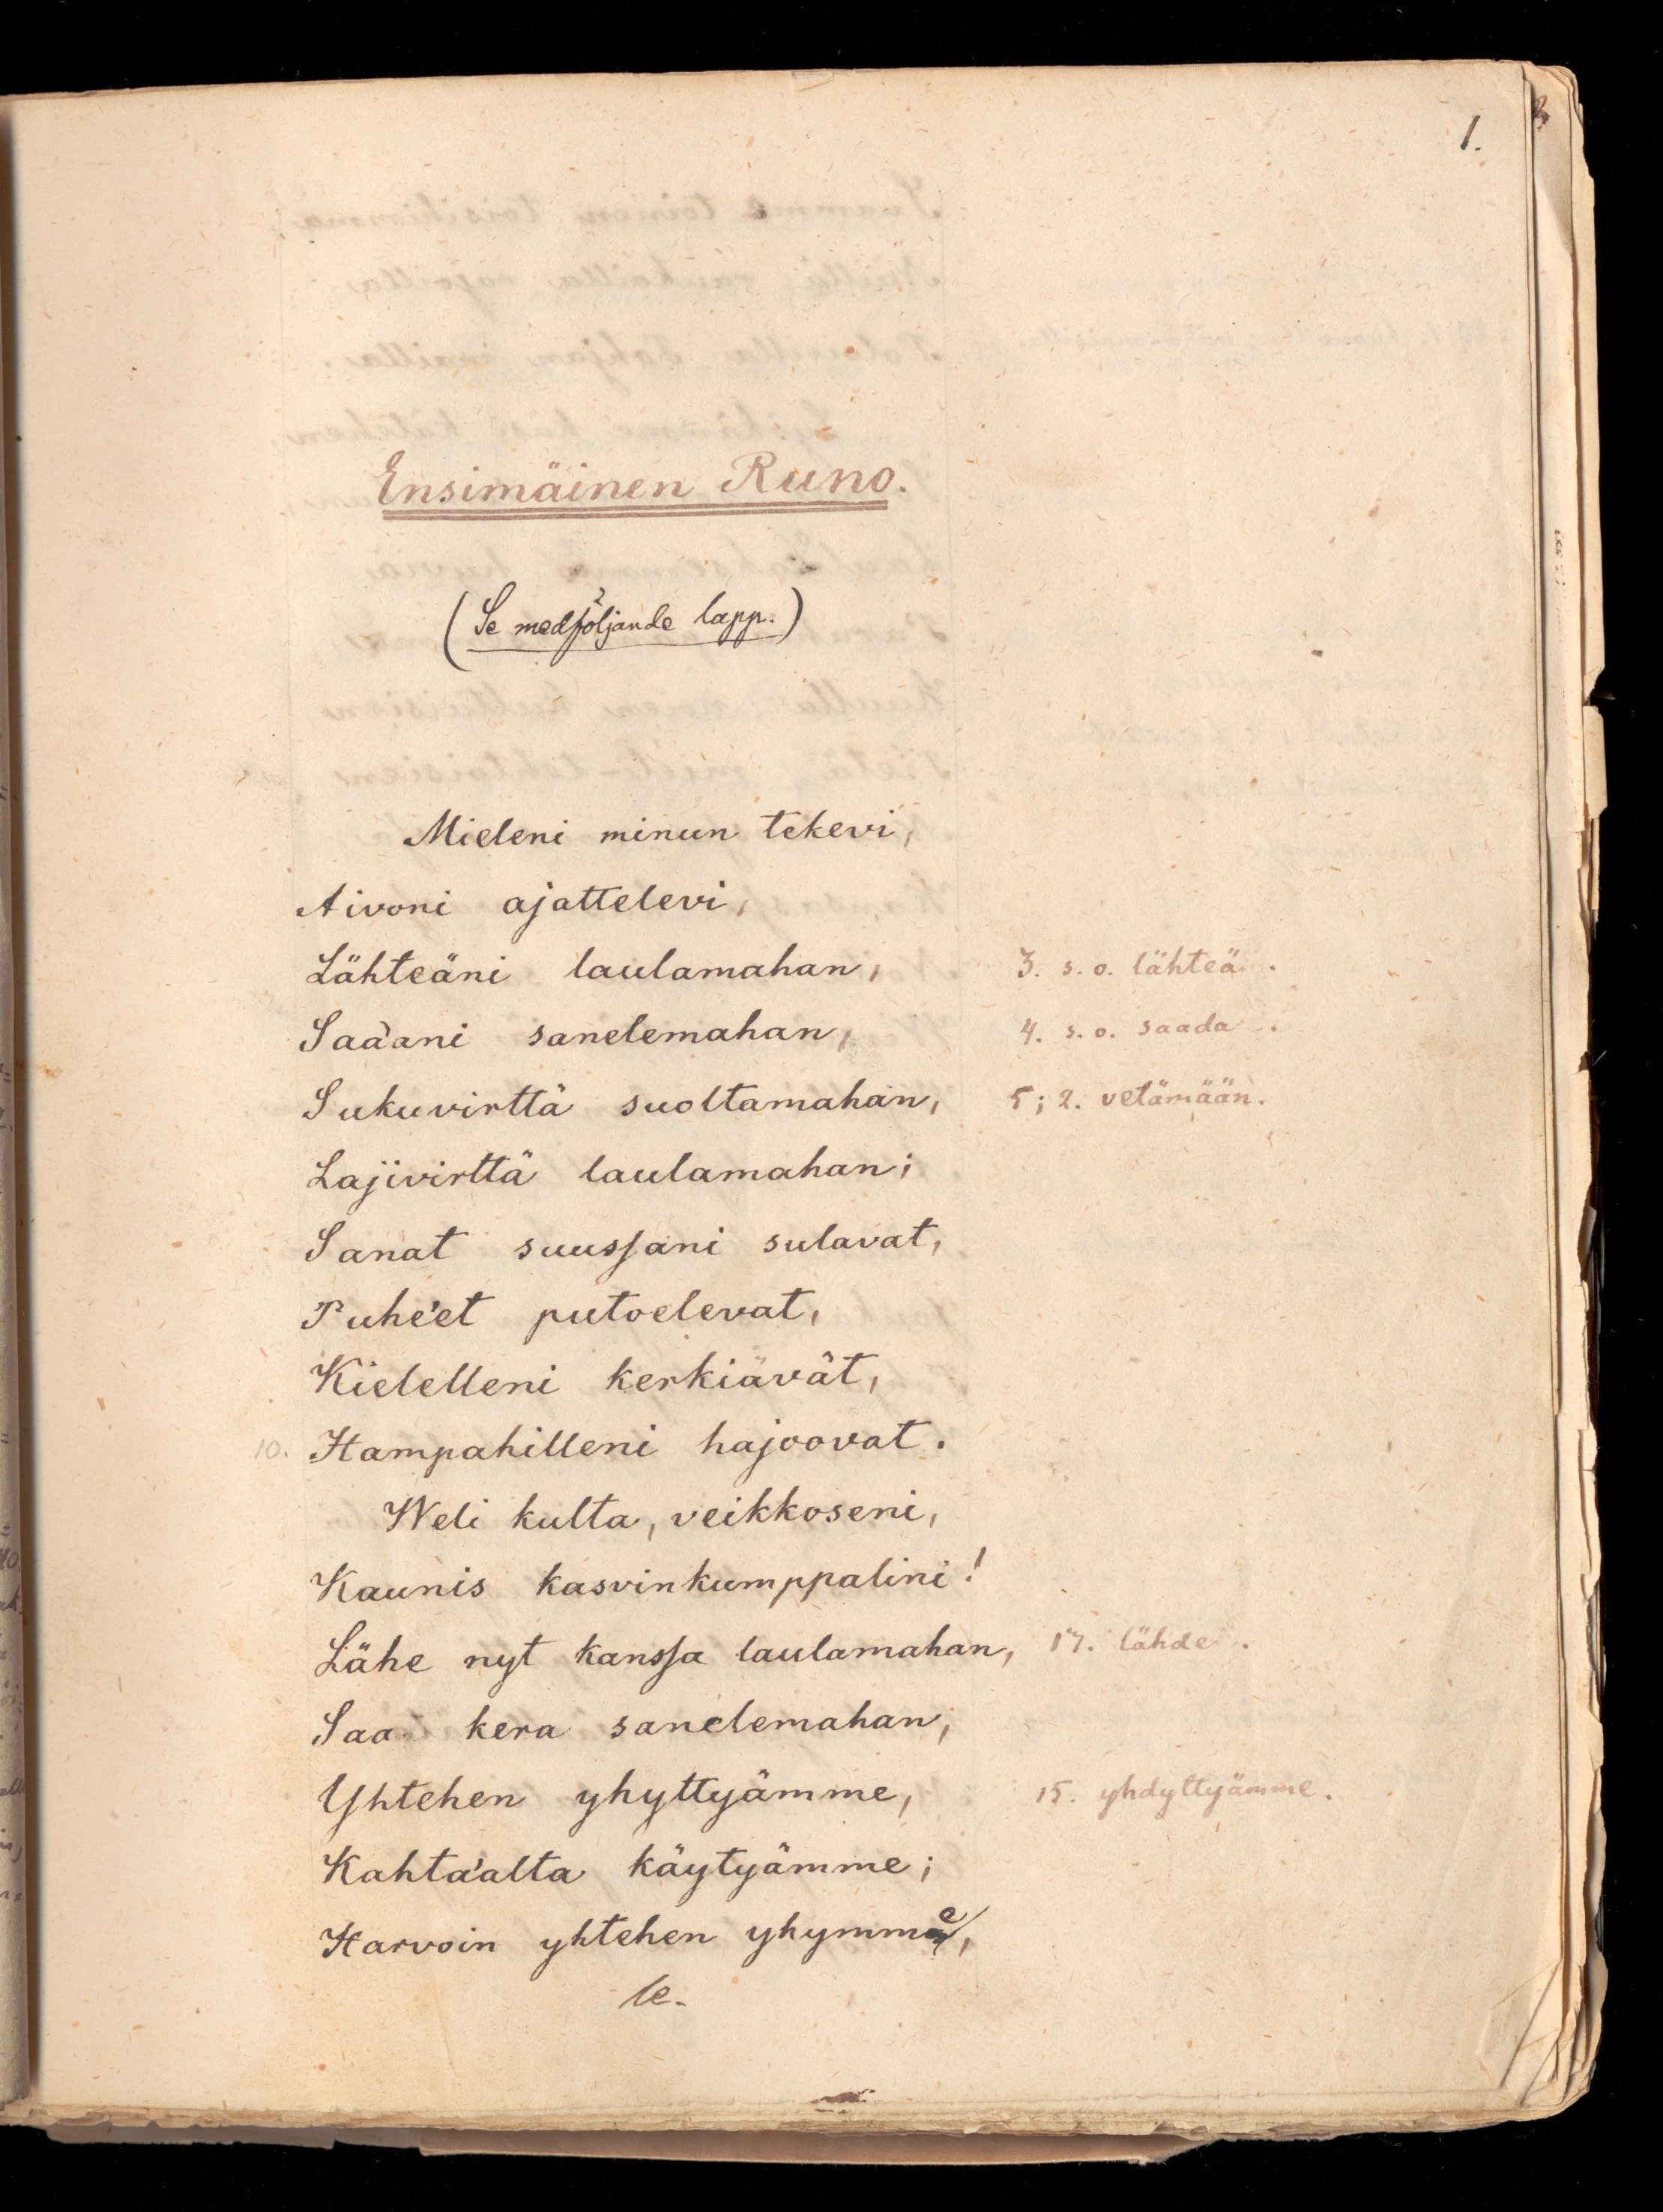 1.
Ensimäinen Runo.
(Se medföljande lapp.)
Mieleni minun tekevi,
Aivoni ajattelevi,
Lähteäni laulamahan, 3. s. o. lähteä.
Saa'ani sanelemahan, 4. s. o. saada.
Sukuvirttä suoltamahan, 5; 2. vetämään.
Lajivirttä laulamahan;
Sanat suussani sulavat,
Puhe'et putoelevat,
Kielelleni kerkiävät,
10. Hampahilleni hajoovat.
Weli kulta, veikkoseni,
Kaunis kasvinkumppalini!
Lähe nyt kanssa laulamahan, 17. lähde.
Saa kera sanelemahan,
Yhtehen yhyttyämme, 15. yhdyttyämme.
Kahta'alta käytyämme;
Harvoin yhtehen yhymme,